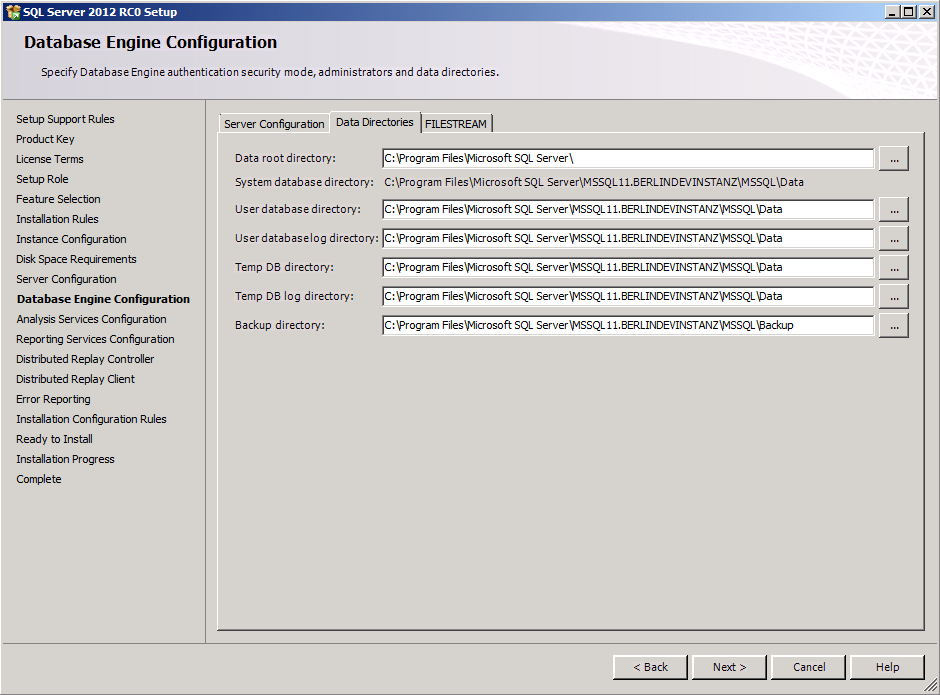 SQL Server 2012 RC0 Setup
Database Engine Configuration
Specify Database Engine authentication security mode, administrators and data directories.
Setup Support Rules
Product Key
License Terms
Setup Role
Feature Selection
Installation Rules
Instance Configuration
Disk Space Requirements
Server Configuration
Database Engine Configuration
Analysis Services Configuration
Reporting Services Configuration
Distributed Replay Controller
Distributed Replay Client
Error Reporting
Installation Configuration Rules
Ready to Install
Installation Progress
Complete
Server Configuration Data Directories FILESTREAM
Data root directory: C:\Program Files\Microsoft SQL Server\ ...
System database directory: C:\Program Files\Microsoft SQL Server\MSSQL11.BERLINDEVINSTANZ\MSSQL\Data
User database directory: C:\Program Files\Microsoft SQL Server\MSSQL11.BERLINDEVINSTANZ\MSSQL\Data ...
User database log directory: C:\Program Files\Microsoft SQL Server\MSSQL11.BERLINDEVINSTANZ\MSSQL\Data ...
Temp DB directory: C:\Program Files\Microsoft SQL Server\MSSQL11.BERLINDEVINSTANZ\MSSQL\Data ...
Temp DB log directory: C:\Program Files\Microsoft SQL Server\MSSQL11.BERLINDEVINSTANZ\MSSQL\Data ...
Backup directory: C:\Program Files\Microsoft SQL Server\MSSQL11.BERLINDEVINSTANZ\MSSQL\Backup ...
< Back Next > Cancel Help